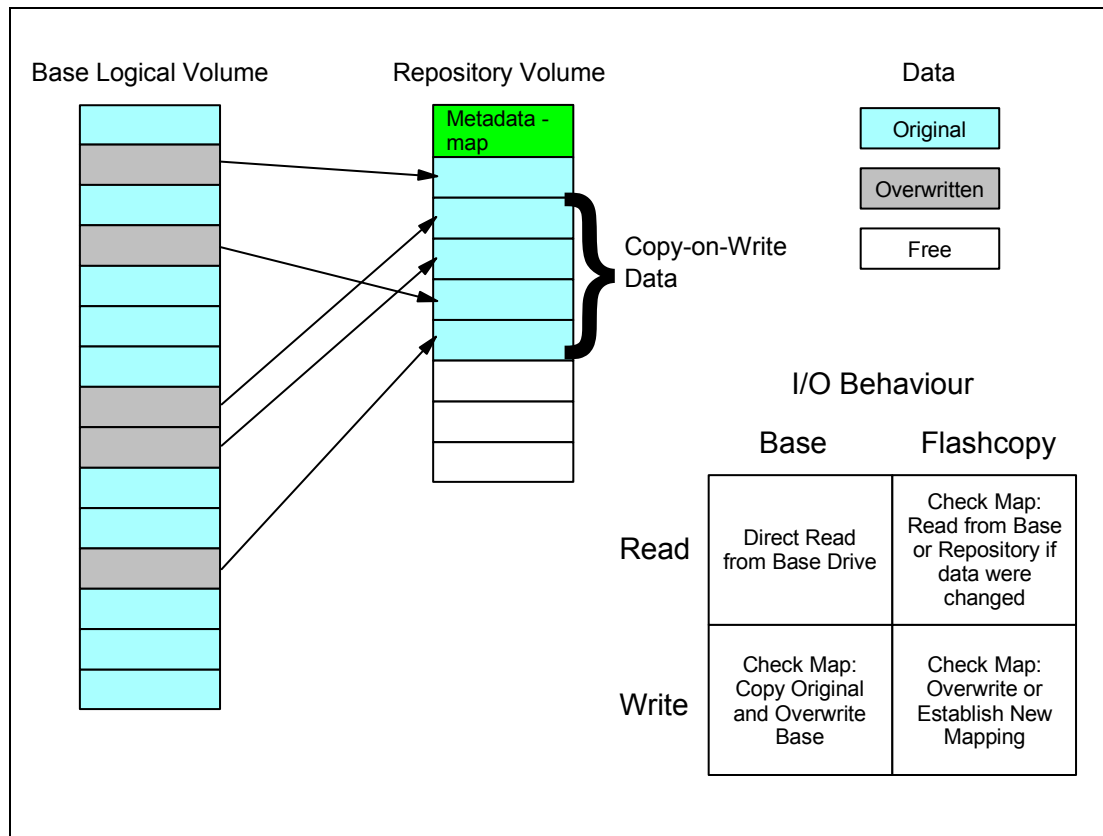 Base Logical Volume
Repository Volume
Data
Metadata -
map
Original
Overwritten
Free
Copy-on-Write
Data
I/O Behaviour
Base
Flashcopy
Read
Direct Read
from Base Drive
Check Map:
Read from Base
or Repository if
data were
changed
Write
Check Map:
Copy Original
and Overwrite
Base
Check Map:
Overwrite or
Establish New
Mapping